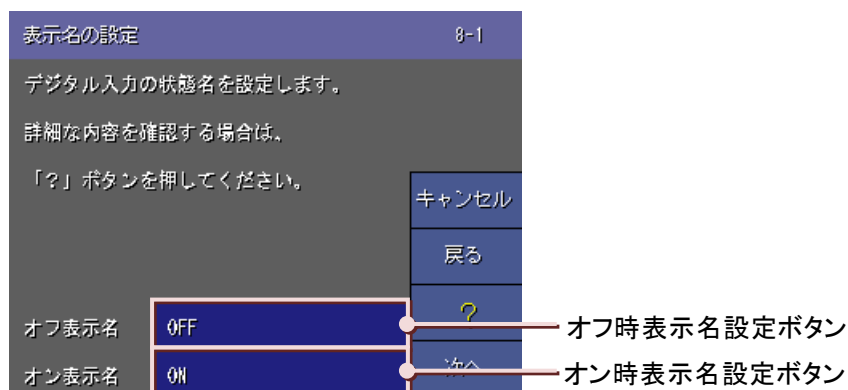 表示名の設定 8-1
デジタル入力の状態名を設定します。
詳細な内容を確認する場合は、
「?」ボタンを押してください。
キャンセル
戻る
?
オフ表示名 OFF
オフ時表示名設定ボタン
次へ
オン表示名 ON
オン時表示名設定ボタン